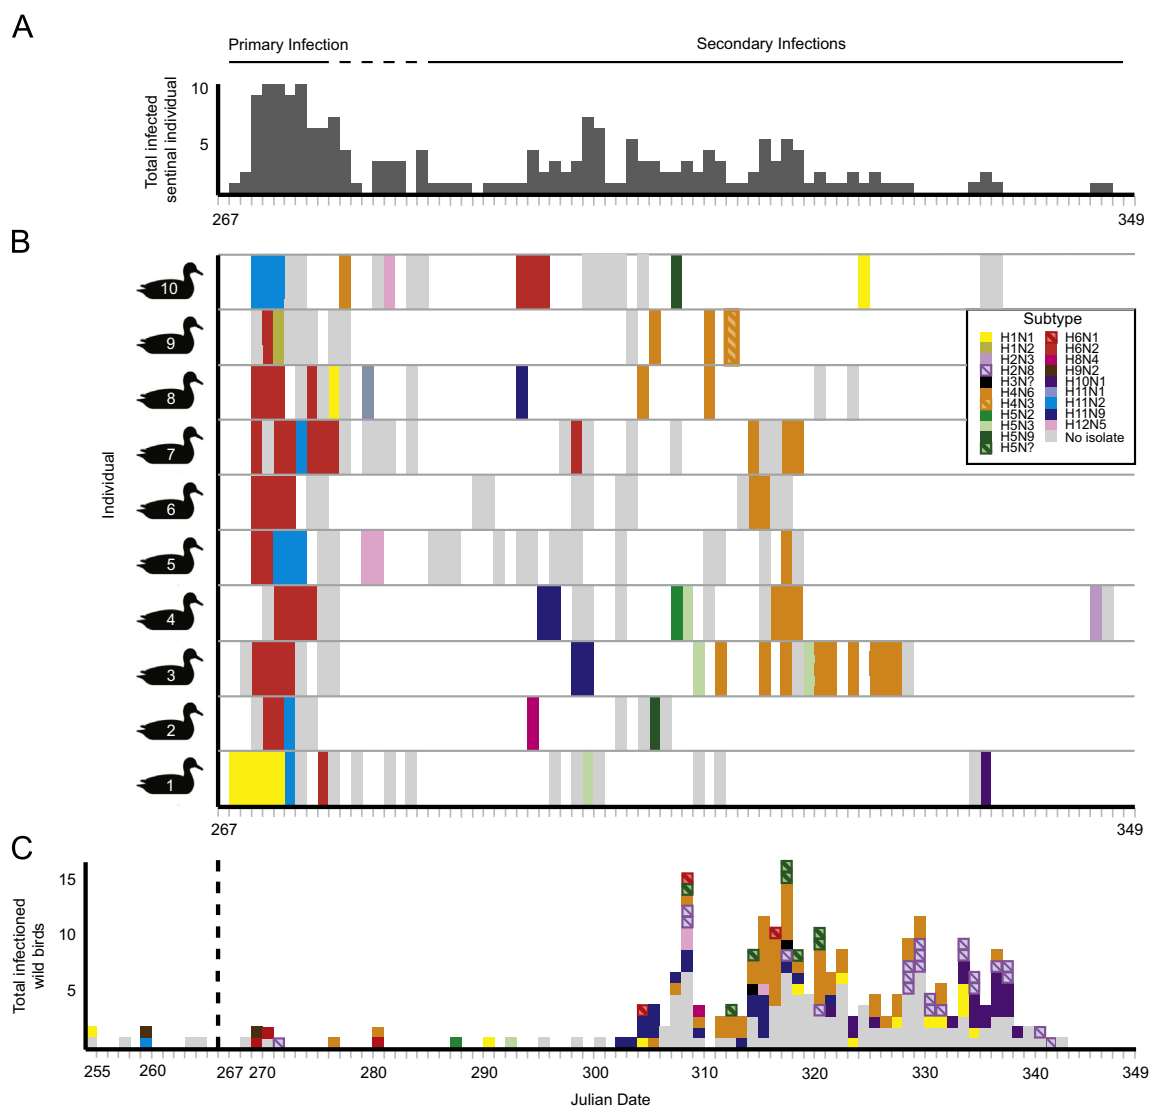 A
Primary Infection
Secondary Infections
Total infected
sentinal individual
10
5
267
349
B
Individual
10
9
8
7
6
5
4
3
2
1
Subtype
H1N1
H1N2
H2N3
H2N8
H3N?
H4N6
H4N3
H5N2
H5N3
H5N9
H5N?
H6N1
H6N2
H8N4
H9N2
H10N1
H11N1
H11N2
H11N9
H12N5
No isolate
267
349
C
Total infectioned
wild birds
15
10
5
255
260
267
270
280
290
300
310
320
330
340
349
Julian Date